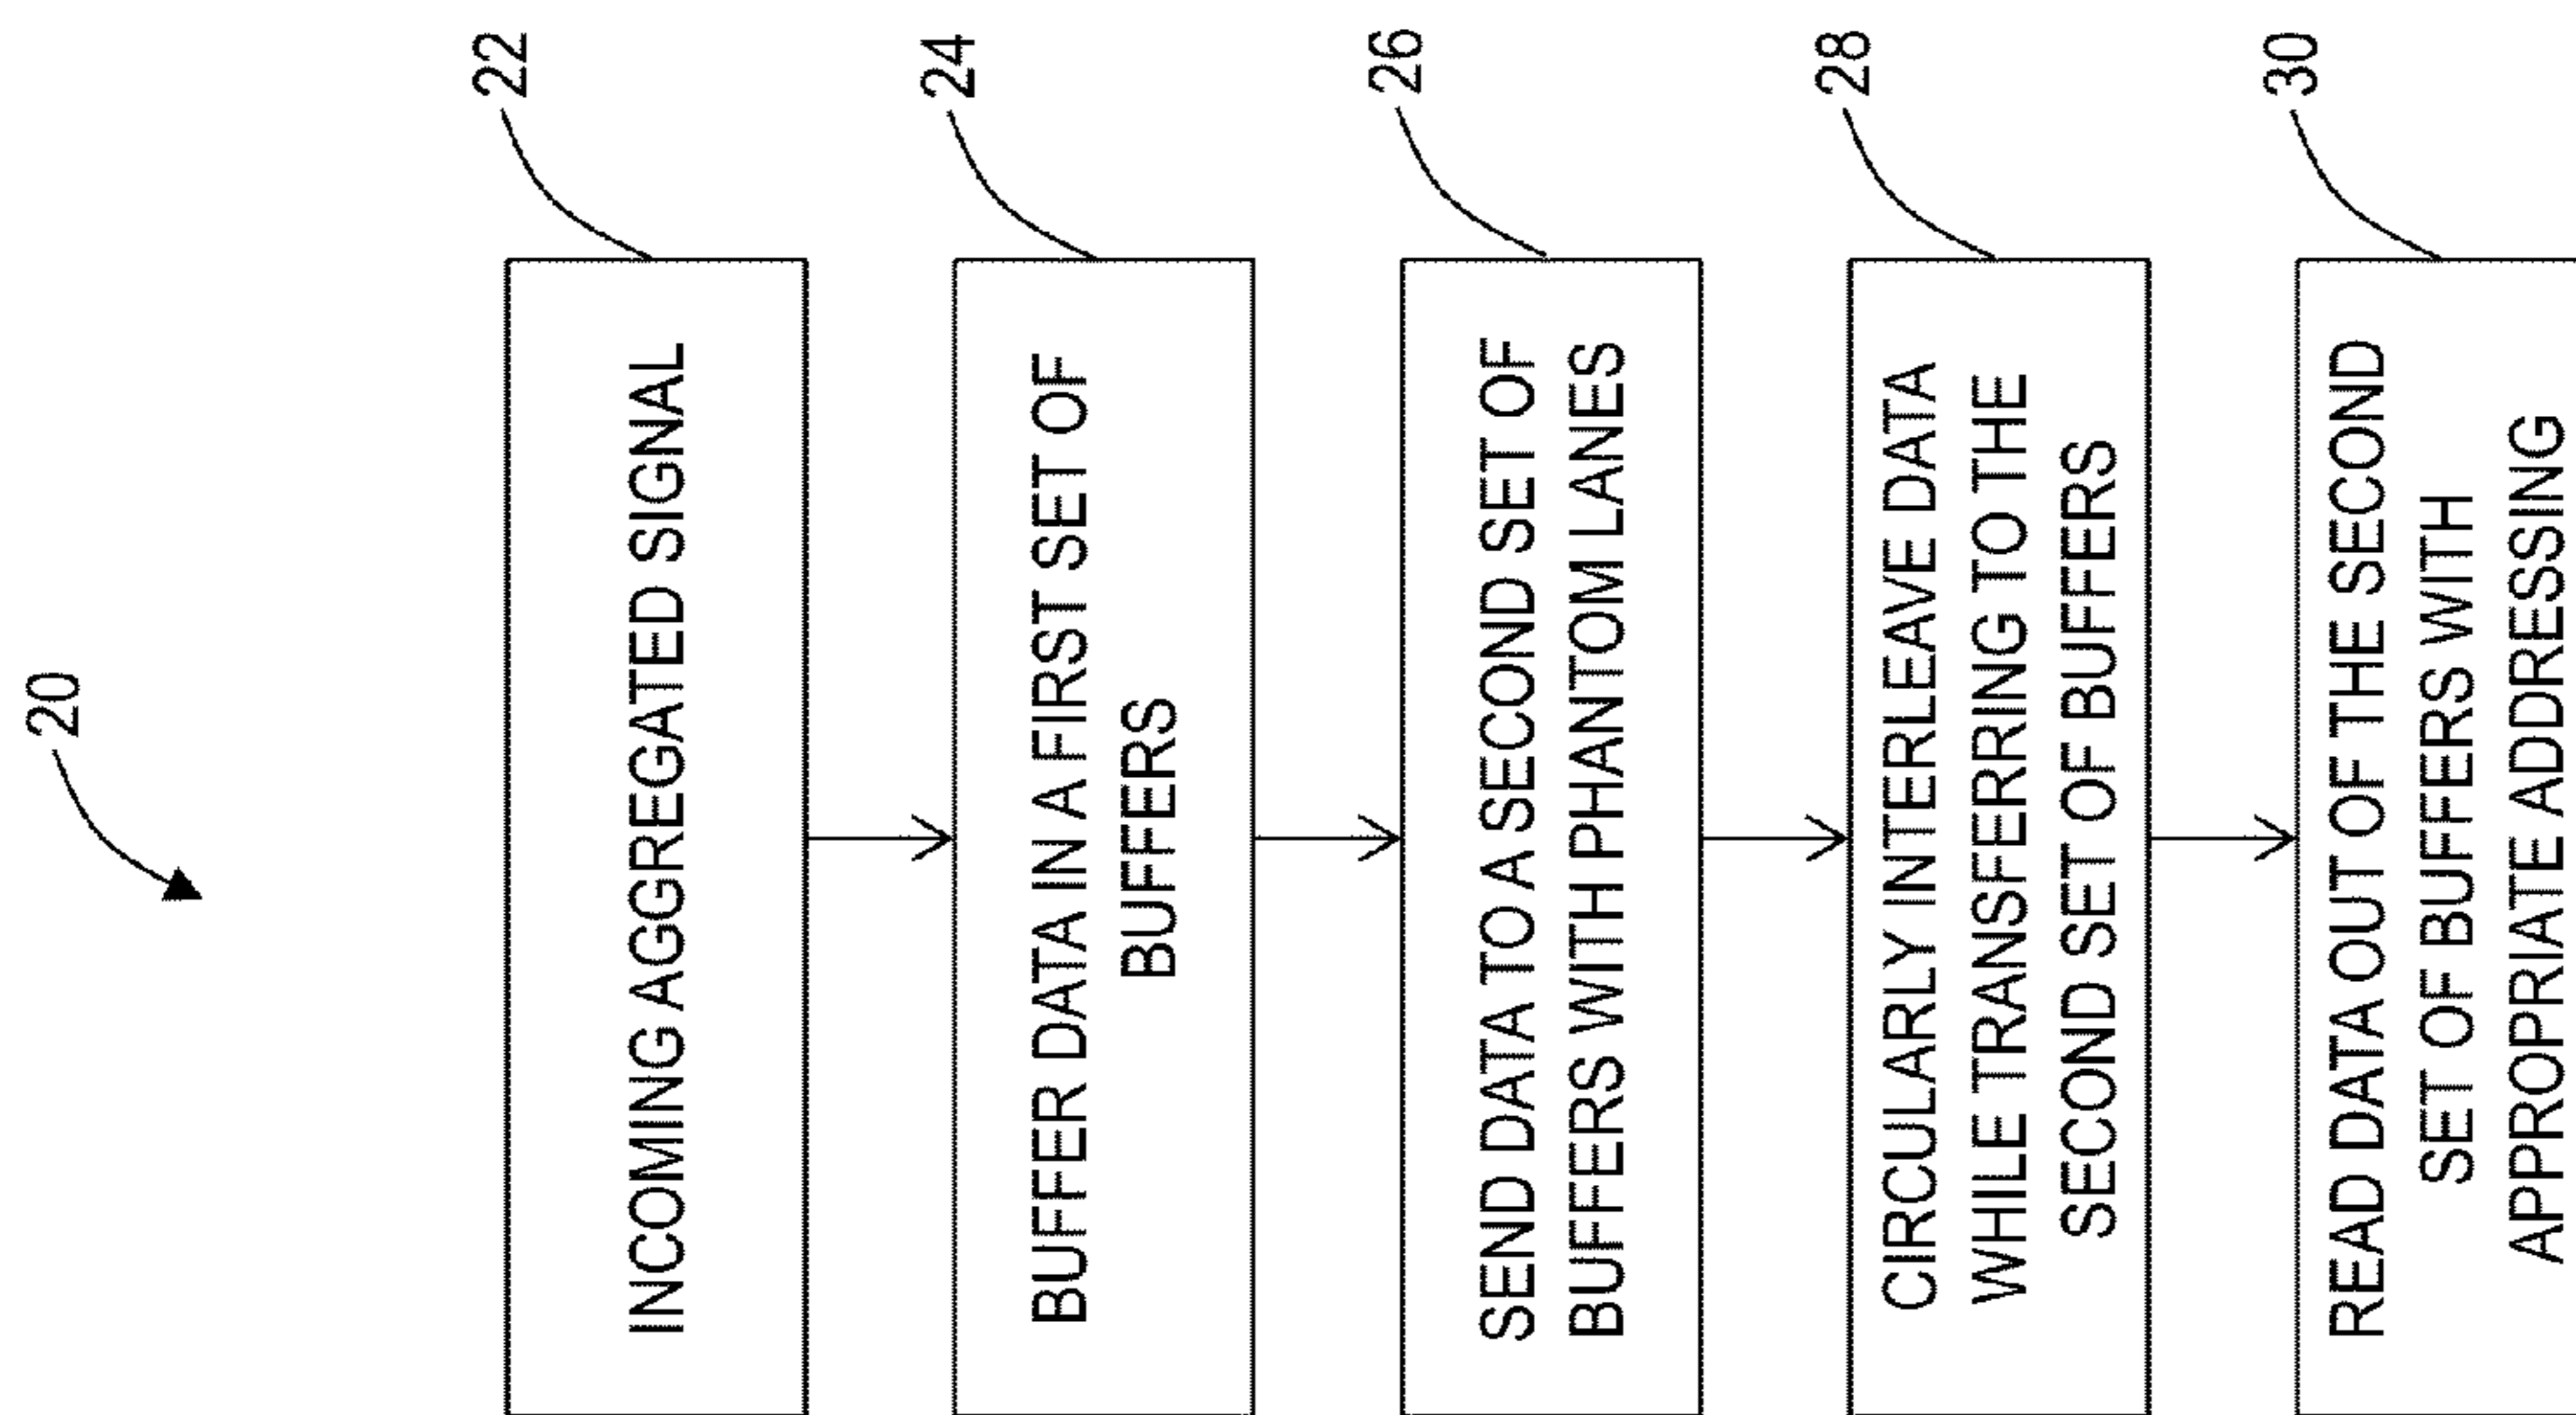 20
22
INCOMING AGGREGATED SIGNAL
24
BUFFER DATA IN A FIRST SET OF
BUFFERS
26
SEND DATA TO A SECOND SET OF
BUFFERS WITH PHANTOM LANES
28
CIRCULARLY INTERLEAVE DATA
WHILE TRANSFERRING TO THE
SECOND SET OF BUFFERS
30
READ DATA OUT OF THE SECOND
SET OF BUFFERS WITH
APPROPRIATE ADDRESSING